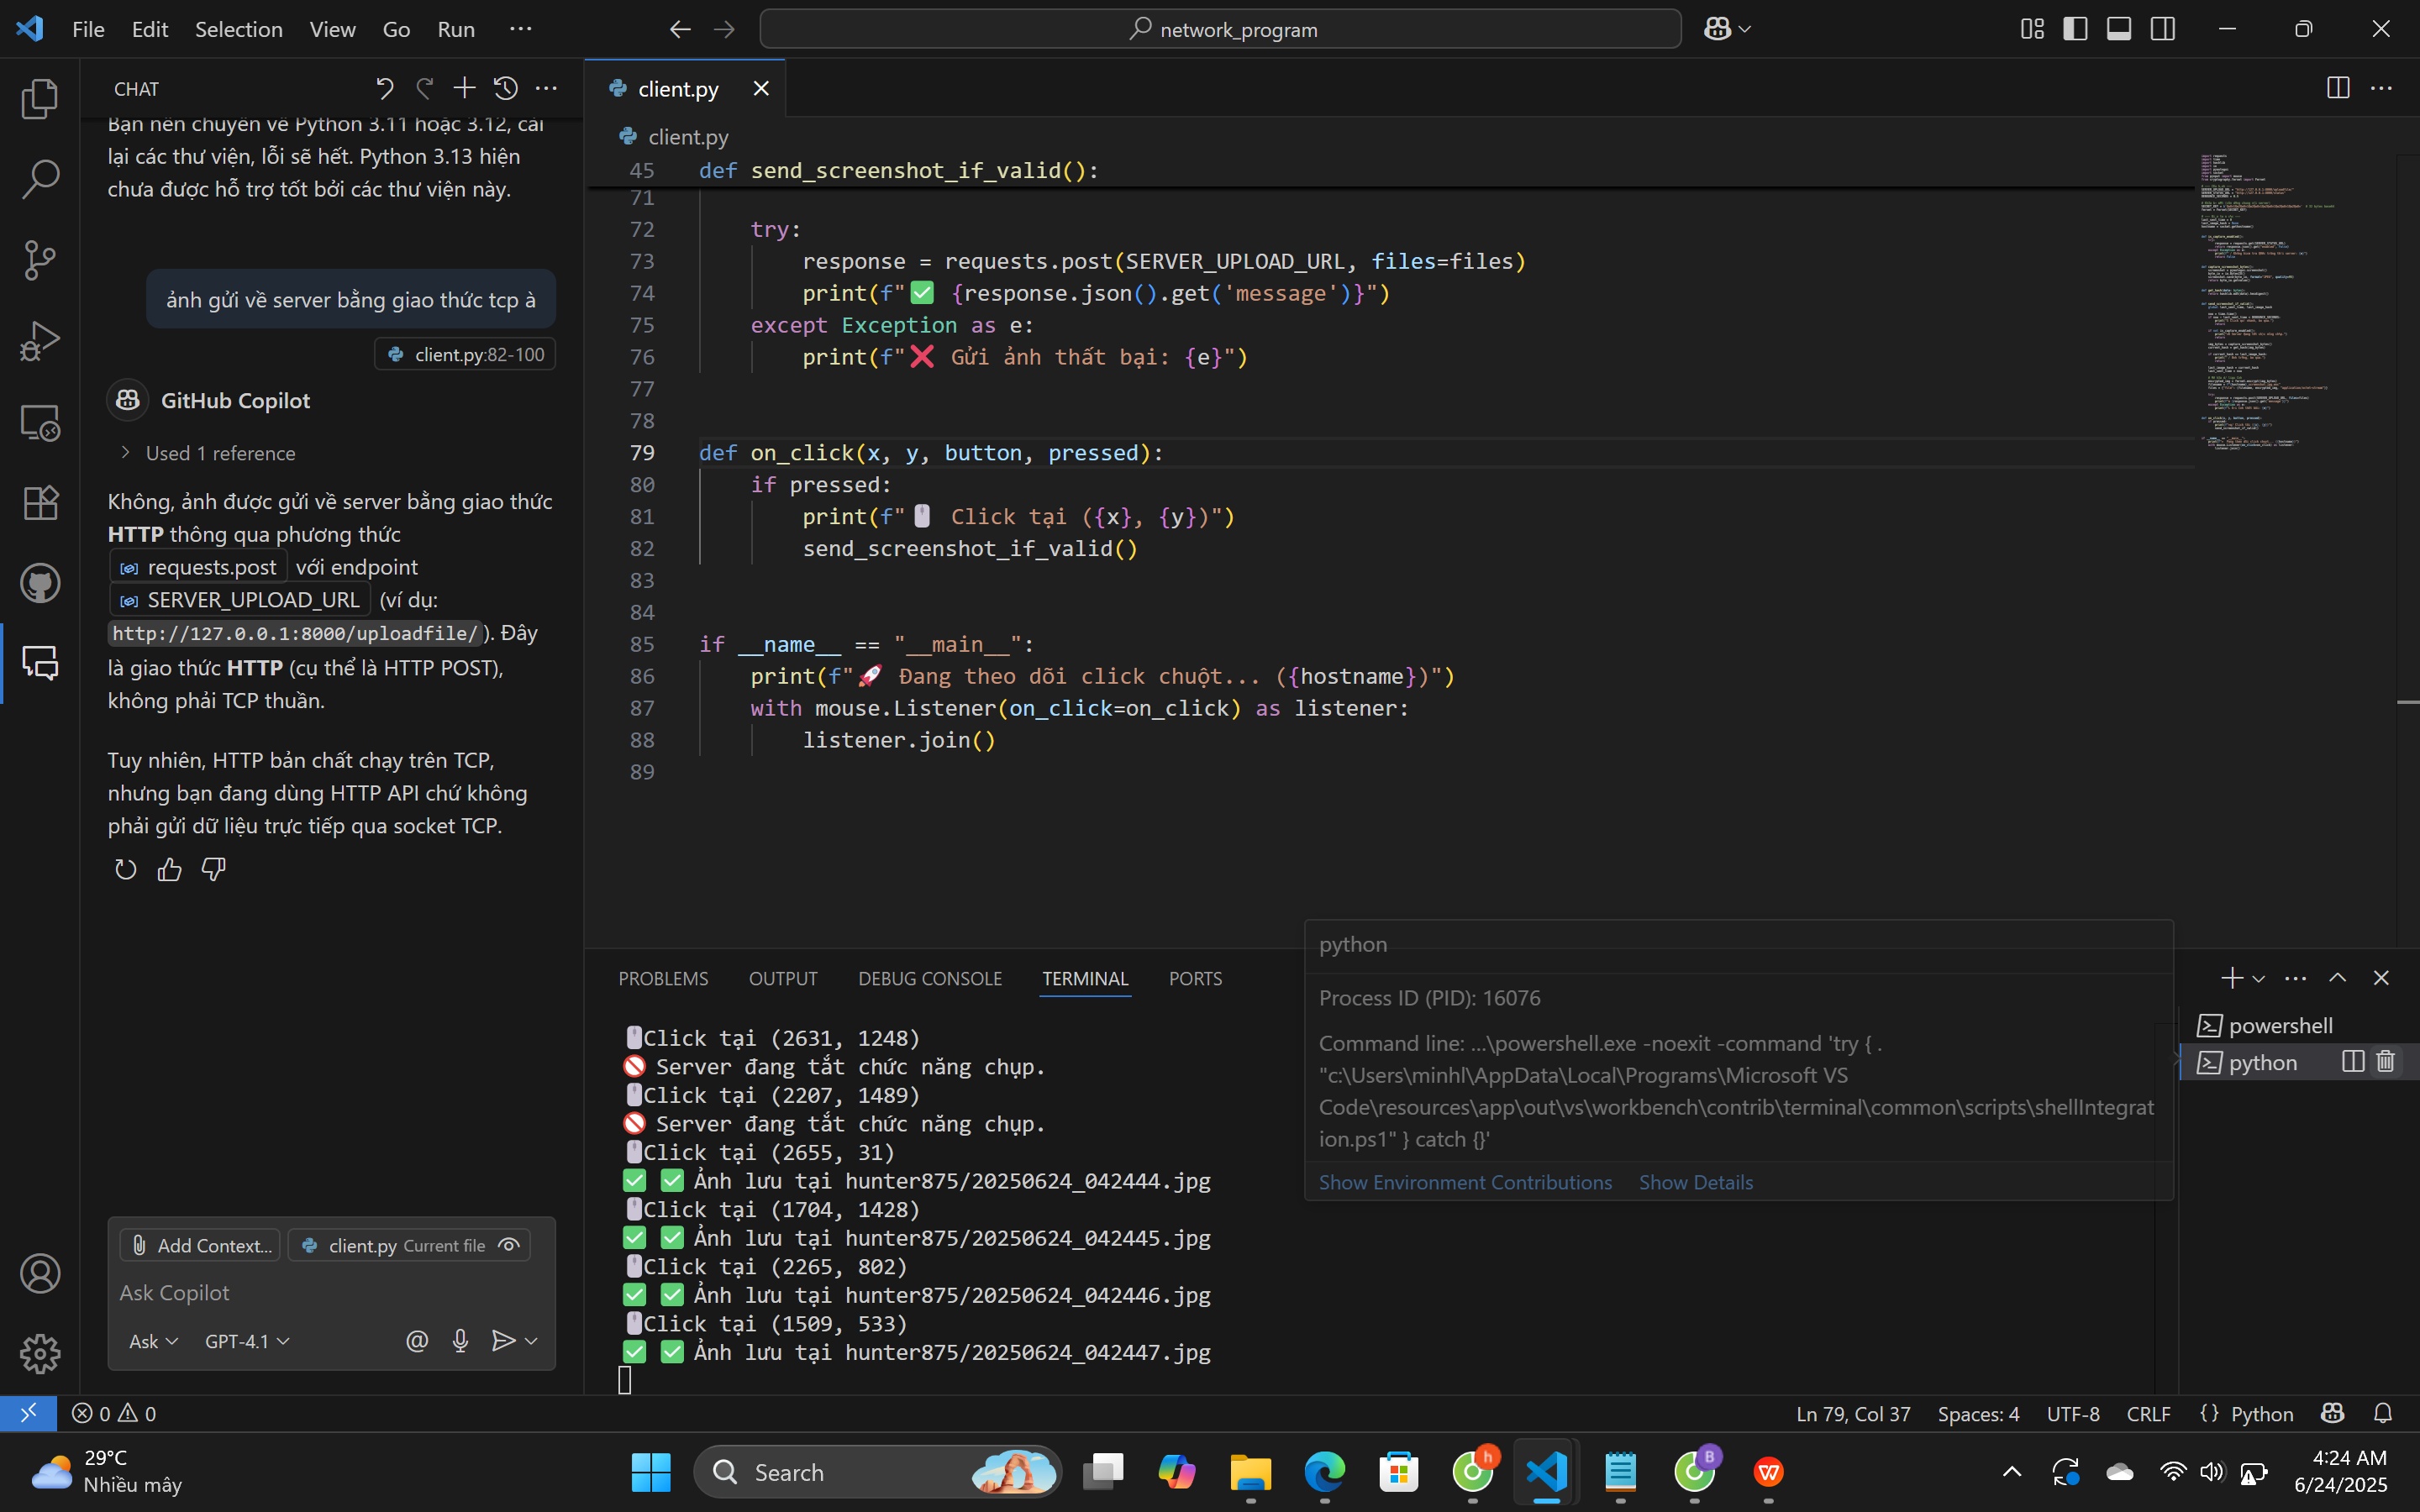 File Edit Selection View Go Run ···
network_program
CHAT
Bạn nên chuyển về Python 3.11 hoặc 3.12, cài
lại các thư viện, lỗi sẽ hết. Python 3.13 hiện
chưa được hỗ trợ tốt bởi các thư viện này.
ảnh gửi về server bằng giao thức tcp à
client.py:82-100
GitHub Copilot
Used 1 reference
Không, ảnh được gửi về server bằng giao thức
HTTP thông qua phương thức
requests.post với endpoint
SERVER_UPLOAD_URL (ví dụ:
http://127.0.0.1:8000/uploadfile/). Đây
là giao thức HTTP (cụ thể là HTTP POST),
không phải TCP thuần.
Tuy nhiên, HTTP bản chất chạy trên TCP,
nhưng bạn đang dùng HTTP API chứ không
phải gửi dữ liệu trực tiếp qua socket TCP.
Add Context... client.py Current file
Ask Copilot
Ask GPT-4.1
client.py
client.py
45 def send_screenshot_if_valid():
71
72 try:
73 response = requests.post(SERVER_UPLOAD_URL, files=files)
74 print(f"✅ {response.json().get('message')}")
75 except Exception as e:
76 print(f"❌ Gửi ảnh thất bại: {e}")
77
78
79 def on_click(x, y, button, pressed):
80 if pressed:
81 print(f"🖱️ Click tại ({x}, {y})")
82 send_screenshot_if_valid()
83
84
85 if __name__ == "__main__":
86 print(f"🚀 Đang theo dõi click chuột... ({hostname})")
87 with mouse.Listener(on_click=on_click) as listener:
88 listener.join()
89
PROBLEMS OUTPUT DEBUG CONSOLE TERMINAL PORTS
🖱️Click tại (2631, 1248)
🚫 Server đang tắt chức năng chụp.
🖱️Click tại (2207, 1489)
🚫 Server đang tắt chức năng chụp.
🖱️Click tại (2655, 31)
✅ ✅ Ảnh lưu tại hunter875/20250624_042444.jpg
🖱️Click tại (1704, 1428)
✅ ✅ Ảnh lưu tại hunter875/20250624_042445.jpg
🖱️Click tại (2265, 802)
✅ ✅ Ảnh lưu tại hunter875/20250624_042446.jpg
🖱️Click tại (1509, 533)
✅ ✅ Ảnh lưu tại hunter875/20250624_042447.jpg
python
Process ID (PID): 16076
Command line: ...\powershell.exe -noexit -command 'try { .
"c:\Users\minhl\AppData\Local\Programs\Microsoft VS
Code\resources\app\out\vs\workbench\contrib\terminal\common\scripts\shellIntegrat
ion.ps1" } catch {}'
Show Environment Contributions Show Details
powershell
python
0 0
Ln 79, Col 37 Spaces: 4 UTF-8 CRLF {} Python
29°C
Nhiều mây
Search
4:24 AM
6/24/2025